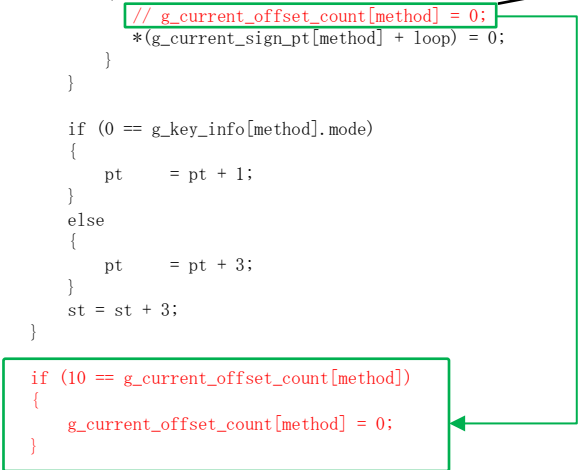 // g_current_offset_count[method] = 0;
*(g_current_sign_pt[method] + loop) = 0;
}
}
if (0 == g_key_info[method].mode)
{
pt = pt + 1;
}
else
{
pt = pt + 3;
}
st = st + 3;
}
if (10 == g_current_offset_count[method])
{
g_current_offset_count[method] = 0;
}